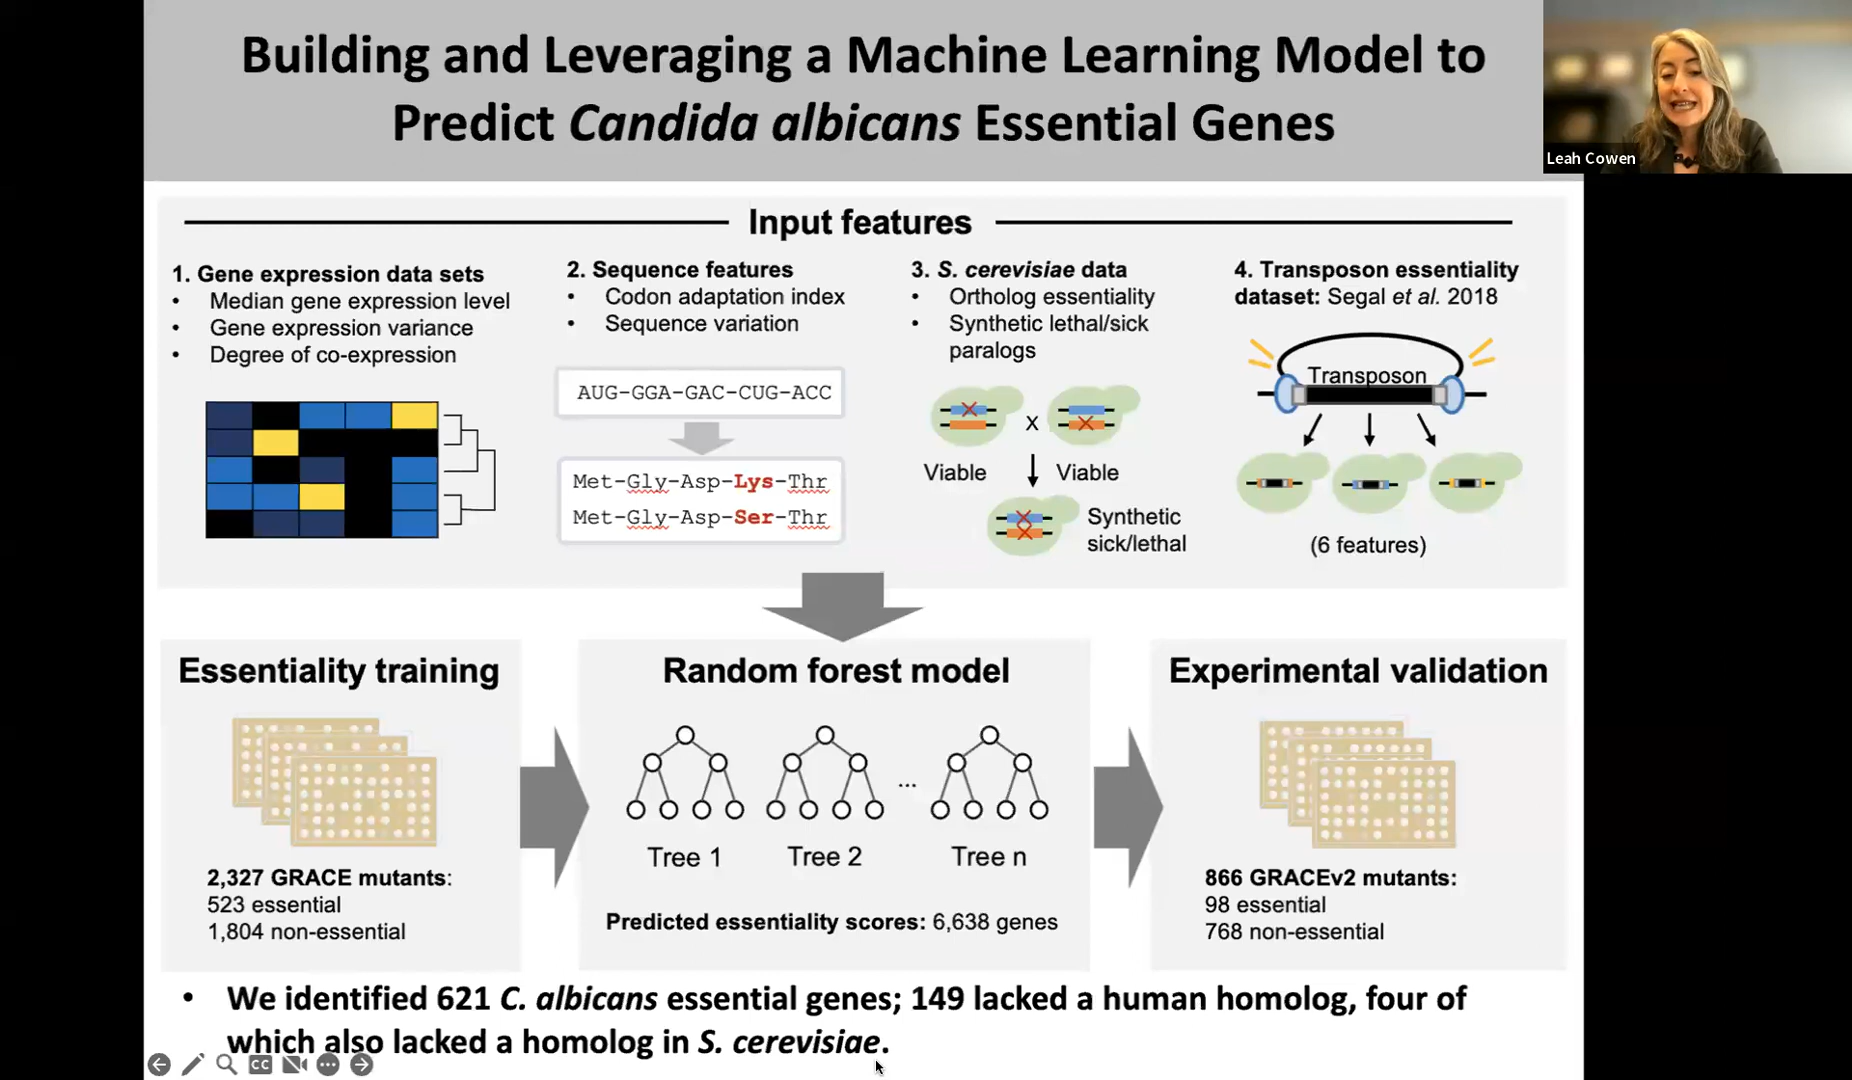 Building and Leveraging a Machine Learning Model to
Predict Candida albicans Essential Genes
Leah Cowen
Input features
1. Gene expression data sets
• Median gene expression level
• Gene expression variance
• Degree of co-expression
2. Sequence features
• Codon adaptation index
• Sequence variation
AUG-GGA-GAC-CUG-ACC
Met-Gly-Asp-Lys-Thr
Met-Gly-Asp-Ser-Thr
3. S. cerevisiae data
• Ortholog essentiality
• Synthetic lethal/sick
paralogs
x
Viable
Viable
Synthetic
sick/lethal
4. Transposon essentiality
dataset: Segal et al. 2018
Transposon
(6 features)
Essentiality training
2,327 GRACE mutants:
523 essential
1,804 non-essential
Random forest model
...
Tree 1
Tree 2
Tree n
Predicted essentiality scores: 6,638 genes
Experimental validation
866 GRACEv2 mutants:
98 essential
768 non-essential
• We identified 621 C. albicans essential genes; 149 lacked a human homolog, four of
which also lacked a homolog in S. cerevisiae.
CC